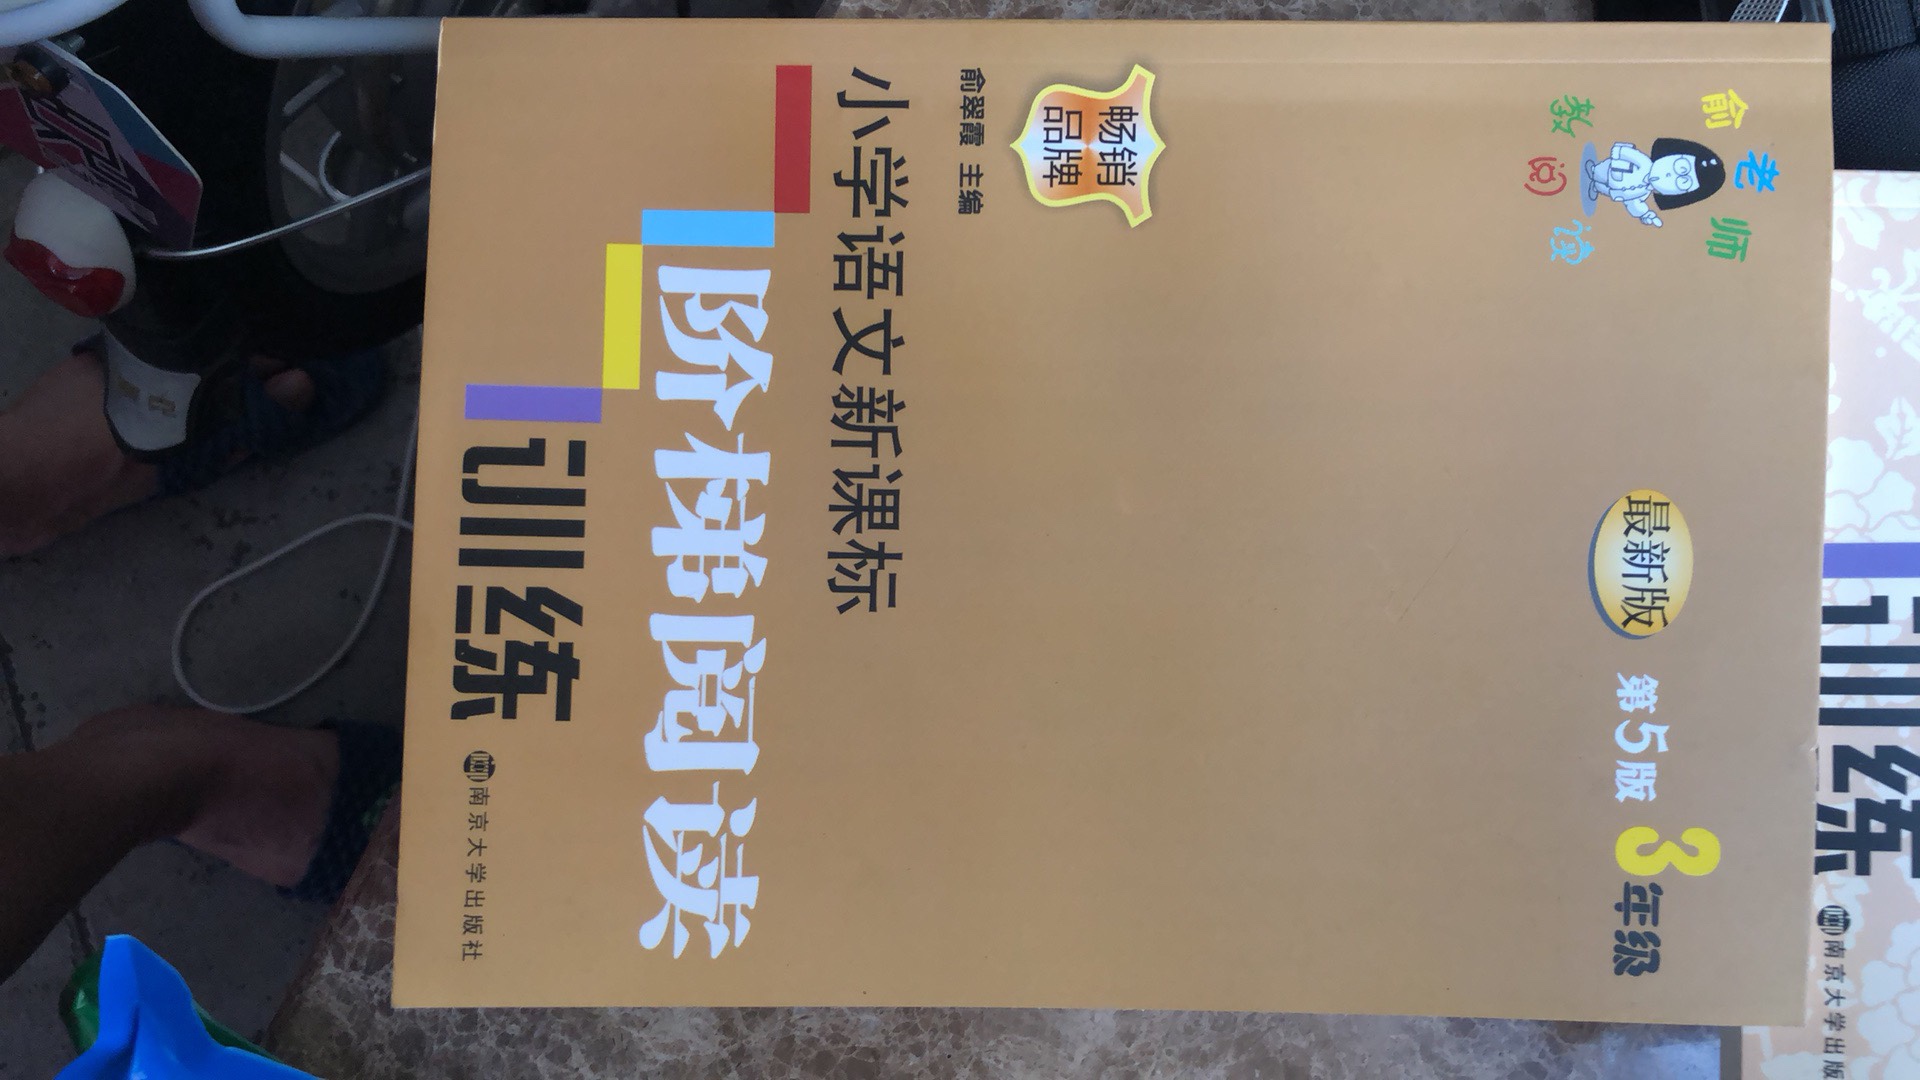 俞老师教阅读
最新版
第5版
3年级
畅销
品牌
俞翠霞 主编
小学语文新课标
阶梯阅读
训练
南京大学出版社
训练
南京大学出版